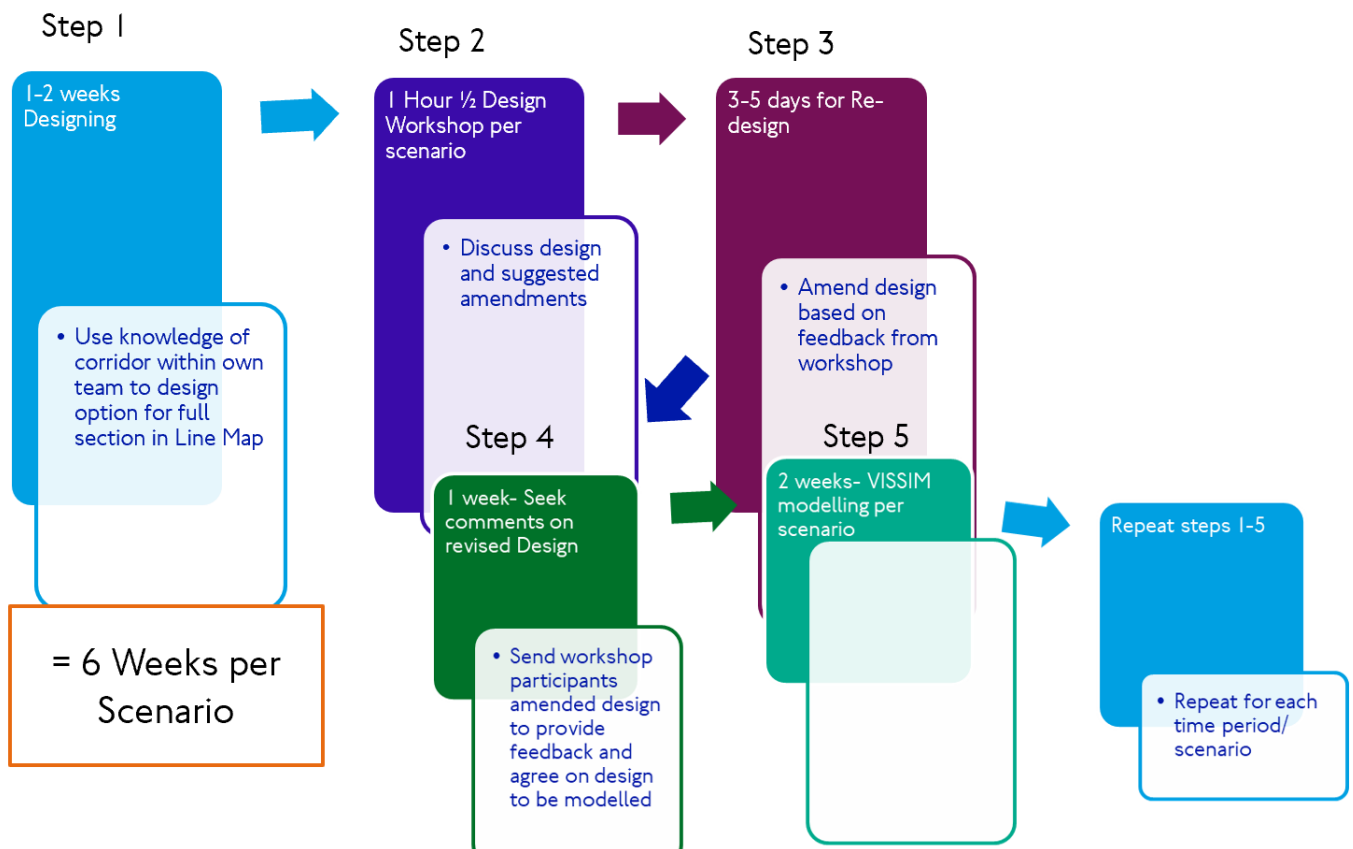 Step 1
1-2 weeks
Designing
• Use knowledge of
corridor within own
team to design
option for full
section in Line Map
= 6 Weeks per
Scenario
Step 2
1 Hour ½ Design
Workshop per
scenario
• Discuss design
and suggested
amendments
Step 3
3-5 days for Re-
design
• Amend design
based on
feedback from
workshop
Step 4
1 week- Seek
comments on
revised Design
• Send workshop
participants
amended design
to provide
feedback and
agree on design
to be modelled
Step 5
2 weeks- VISSIM
modelling per
scenario
Repeat steps 1-5
• Repeat for each
time period/
scenario